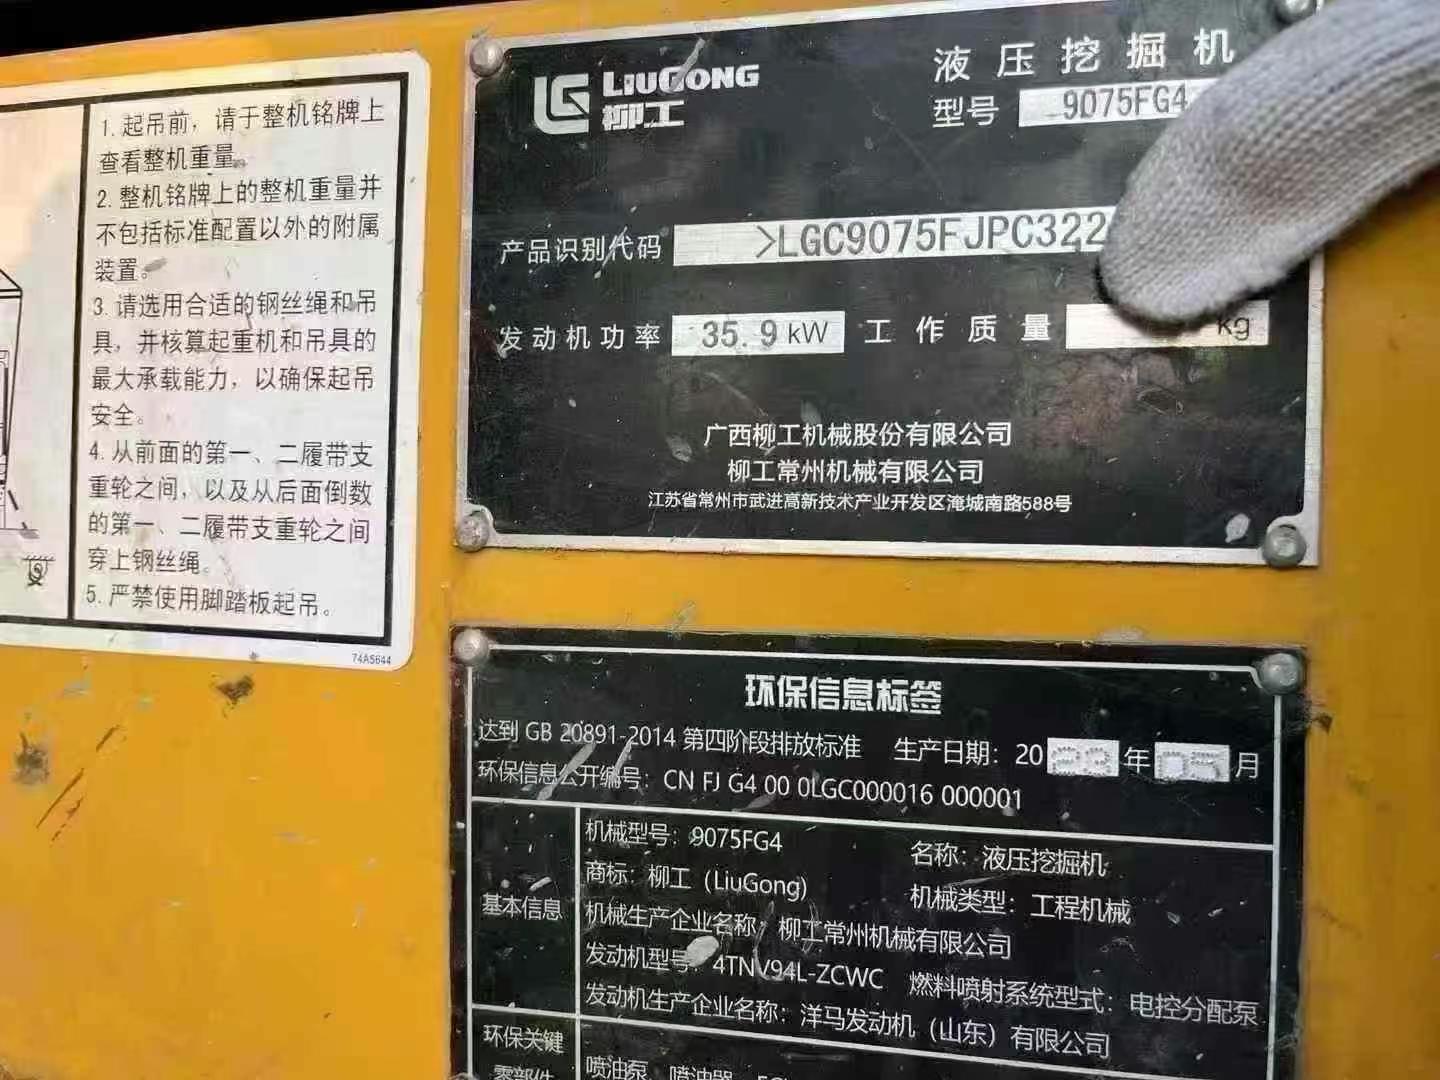 1. 起吊前，请于整机铭牌上
查看整机重量。
2. 整机铭牌上的整机重量并
不包括标准配置以外的附属
装置。
3. 请选用合适的钢丝绳和吊
具，并核算起重机和吊具的
最大承载能力，以确保起吊
安全。
4. 从前面的第一、二履带支
重轮之间，以及从后面倒数
的第一、二履带支重轮之间
穿上钢丝绳。
5. 严禁使用脚踏板起吊。
74A5644
LG LIUGONG
柳工
液压挖掘机
型号 9075FG4
产品识别代码 >LGC9075FJPC322
发动机功率 35.9 kW 工作质量 kg
广西柳工机械股份有限公司
柳工常州机械有限公司
江苏省常州市武进高新技术产业开发区淹城南路588号
环保信息标签
达到 GB 20891-2014 第四阶段排放标准 生产日期：2023年05月
环保信息公开编号：CN FJ G4 00 0LGC000016 000001
基本信息
机械型号：9075FG4 名称：液压挖掘机
商标：柳工（LiuGong） 机械类型：工程机械
机械生产企业名称：柳工常州机械有限公司
发动机型号：4TNV94L-ZCWC 燃料喷射系统型式：电控分配泵
发动机生产企业名称：洋马发动机（山东）有限公司
环保关键
零部件
喷油泵、喷油器、